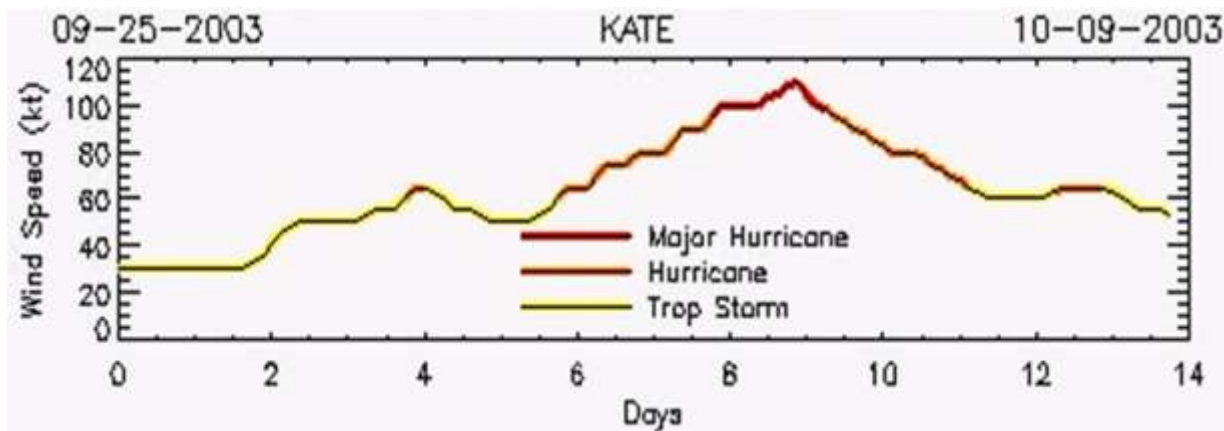 09-25-2003 KATE 10-09-2003
Wind Speed (kt)
120
100
80
60
40
20
0
Major Hurricane
Hurricane
Trop Storm
0 2 4 6 8 10 12 14
Days